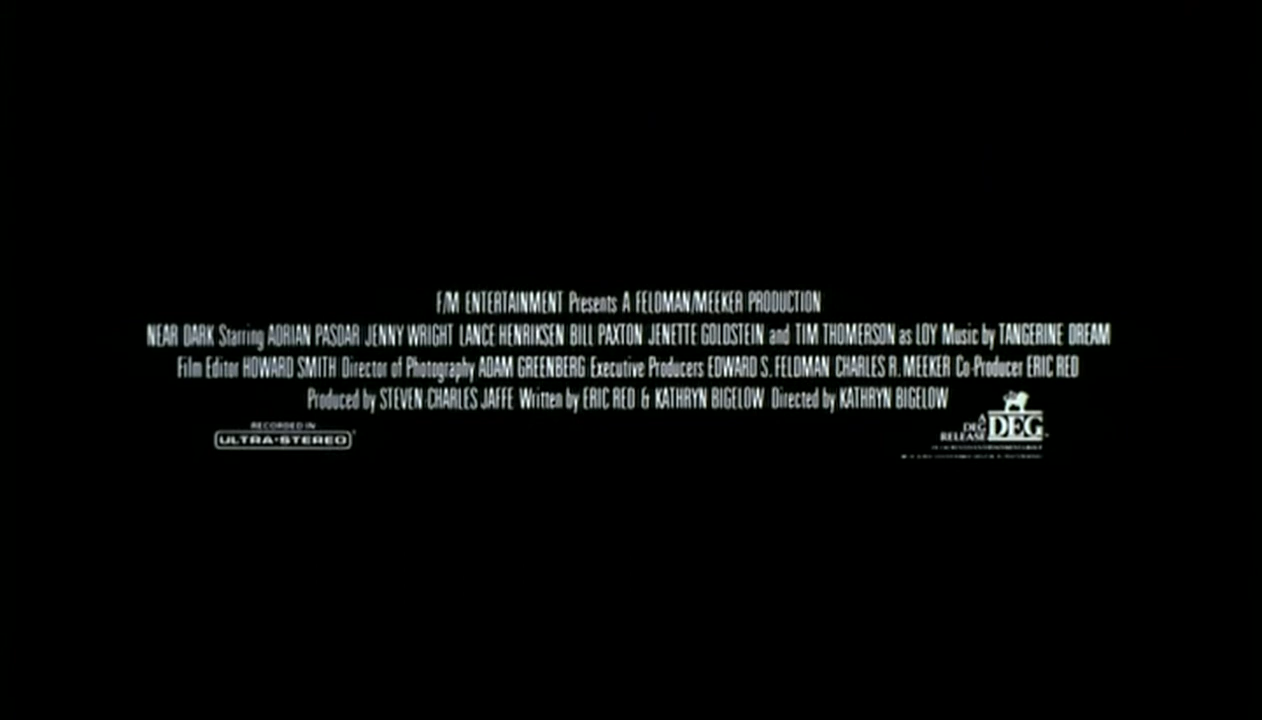 F/M ENTERTAINMENT Presents A FELDMAN/MEEKER PRODUCTION
NEAR DARK Starring ADRIAN PASDAR JENNY WRIGHT LANCE HENRIKSEN BILL PAXTON JENETTE GOLDSTEIN and TIM THOMERSON as LOY Music by TANGERINE DREAM
Film Editor HOWARD SMITH Director of Photography ADAM GREENBERG Executive Producers EDWARD S. FELDMAN CHARLES R. MEEKER Co-Producer ERIC RED
Produced by STEVEN-CHARLES JAFFE Written by ERIC RED & KATHRYN BIGELOW Directed by KATHRYN BIGELOW
RECORDED IN
ULTRA•STEREO
A
DEG
RELEASE
DEG